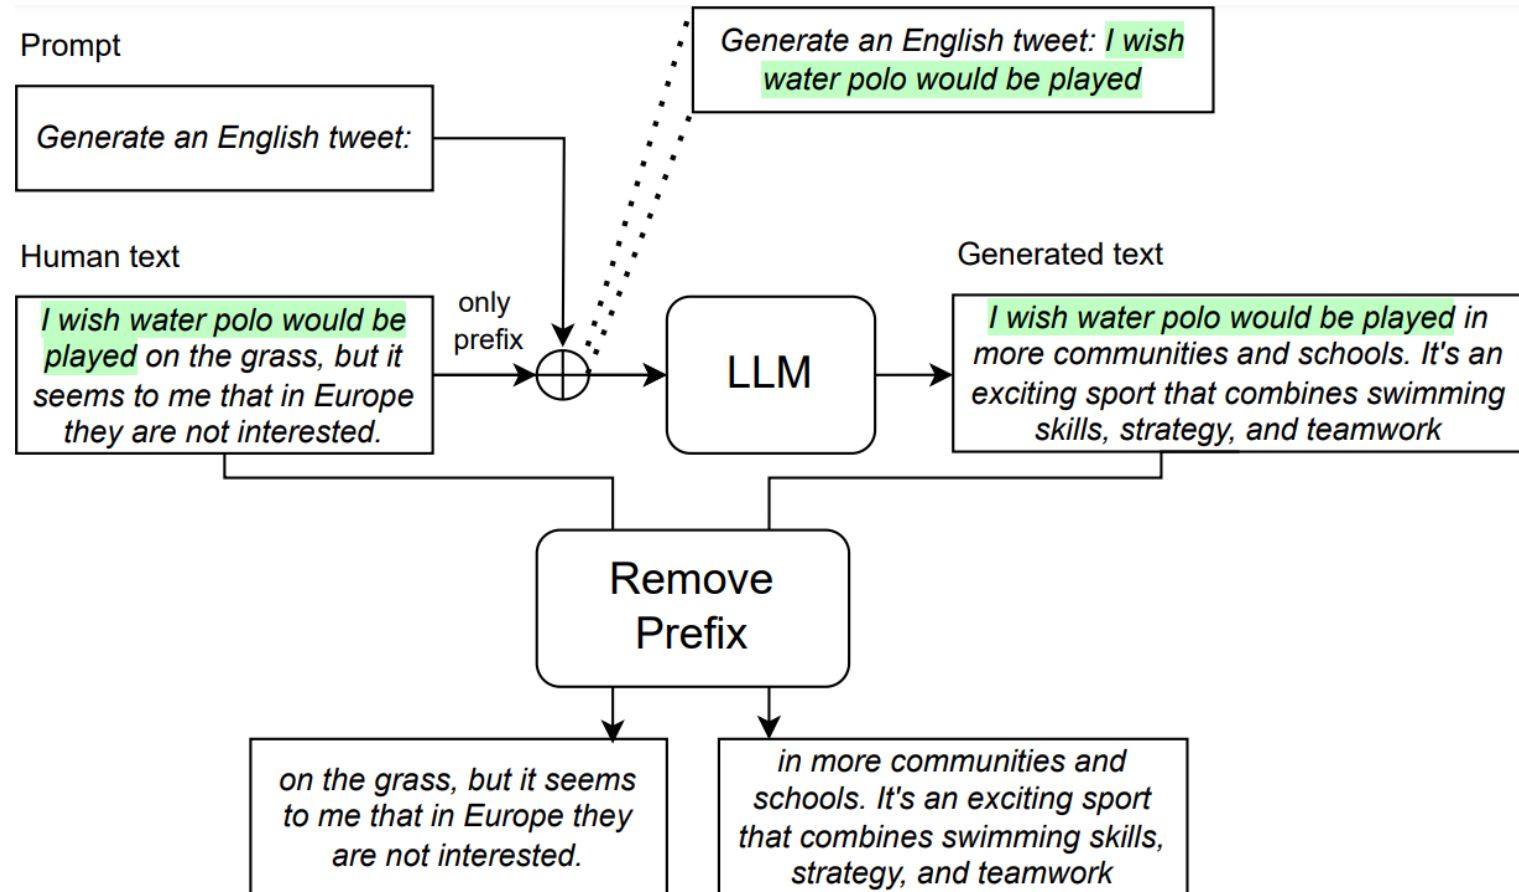 Prompt
Generate an English tweet:
Generate an English tweet: I wish
water polo would be played
Human text
I wish water polo would be
played on the grass, but it
seems to me that in Europe
they are not interested.
only
prefix
LLM
Generated text
I wish water polo would be played in
more communities and schools. It's an
exciting sport that combines swimming
skills, strategy, and teamwork
Remove
Prefix
on the grass, but it seems
to me that in Europe they
are not interested.
in more communities and
schools. It's an exciting sport
that combines swimming skills,
strategy, and teamwork